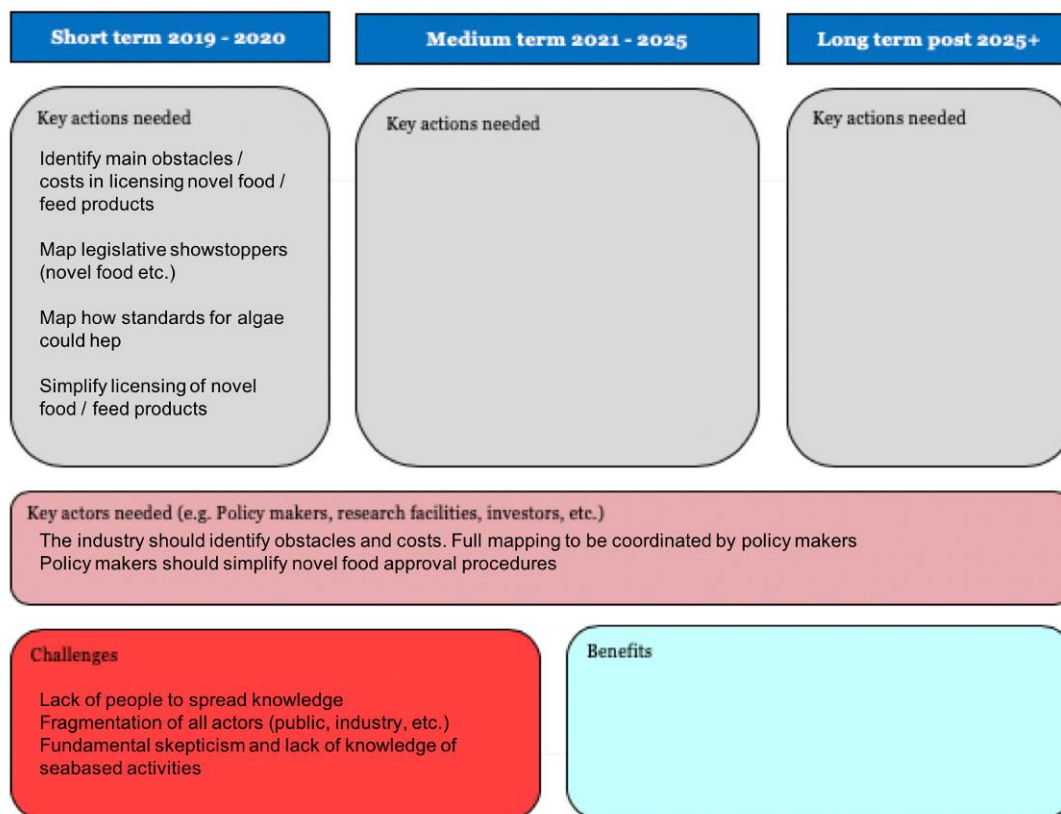 Short term 2019 - 2020
Medium term 2021 - 2025
Long term post 2025+
Key actions needed
Identify main obstacles /
costs in licensing novel food /
feed products
Map legislative showstoppers
(novel food etc.)
Map how standards for algae
could hep
Simplify licensing of novel
food / feed products
Key actions needed
Key actions needed
Key actors needed (e.g. Policy makers, research facilities, investors, etc.)
The industry should identify obstacles and costs. Full mapping to be coordinated by policy makers
Policy makers should simplify novel food approval procedures
Challenges
Lack of people to spread knowledge
Fragmentation of all actors (public, industry, etc.)
Fundamental skepticism and lack of knowledge of
seabased activities
Benefits